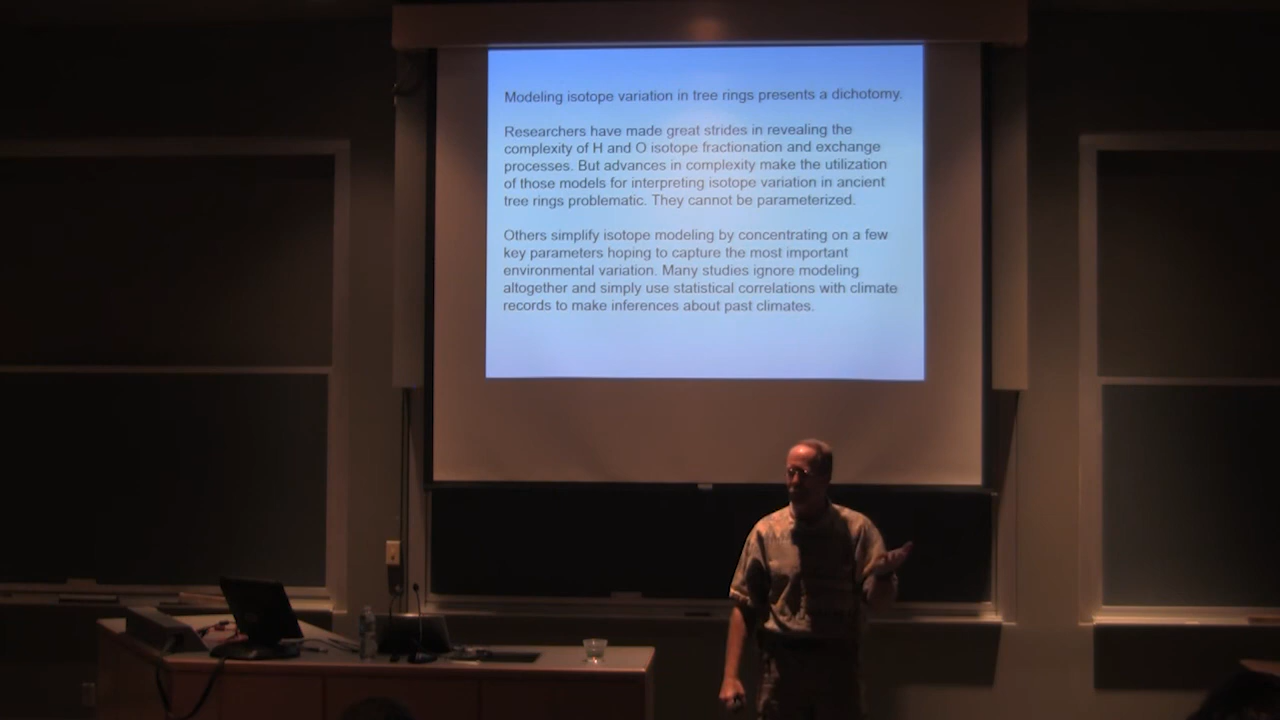 Modeling isotope variation in tree rings presents a dichotomy.
Researchers have made great strides in revealing the
complexity of H and O isotope fractionation and exchange
processes. But advances in complexity make the utilization
of those models for interpreting isotope variation in ancient
tree rings problematic. They cannot be parameterized.
Others simplify isotope modeling by concentrating on a few
key parameters hoping to capture the most important
environmental variation. Many studies ignore modeling
altogether and simply use statistical correlations with climate
records to make inferences about past climates.